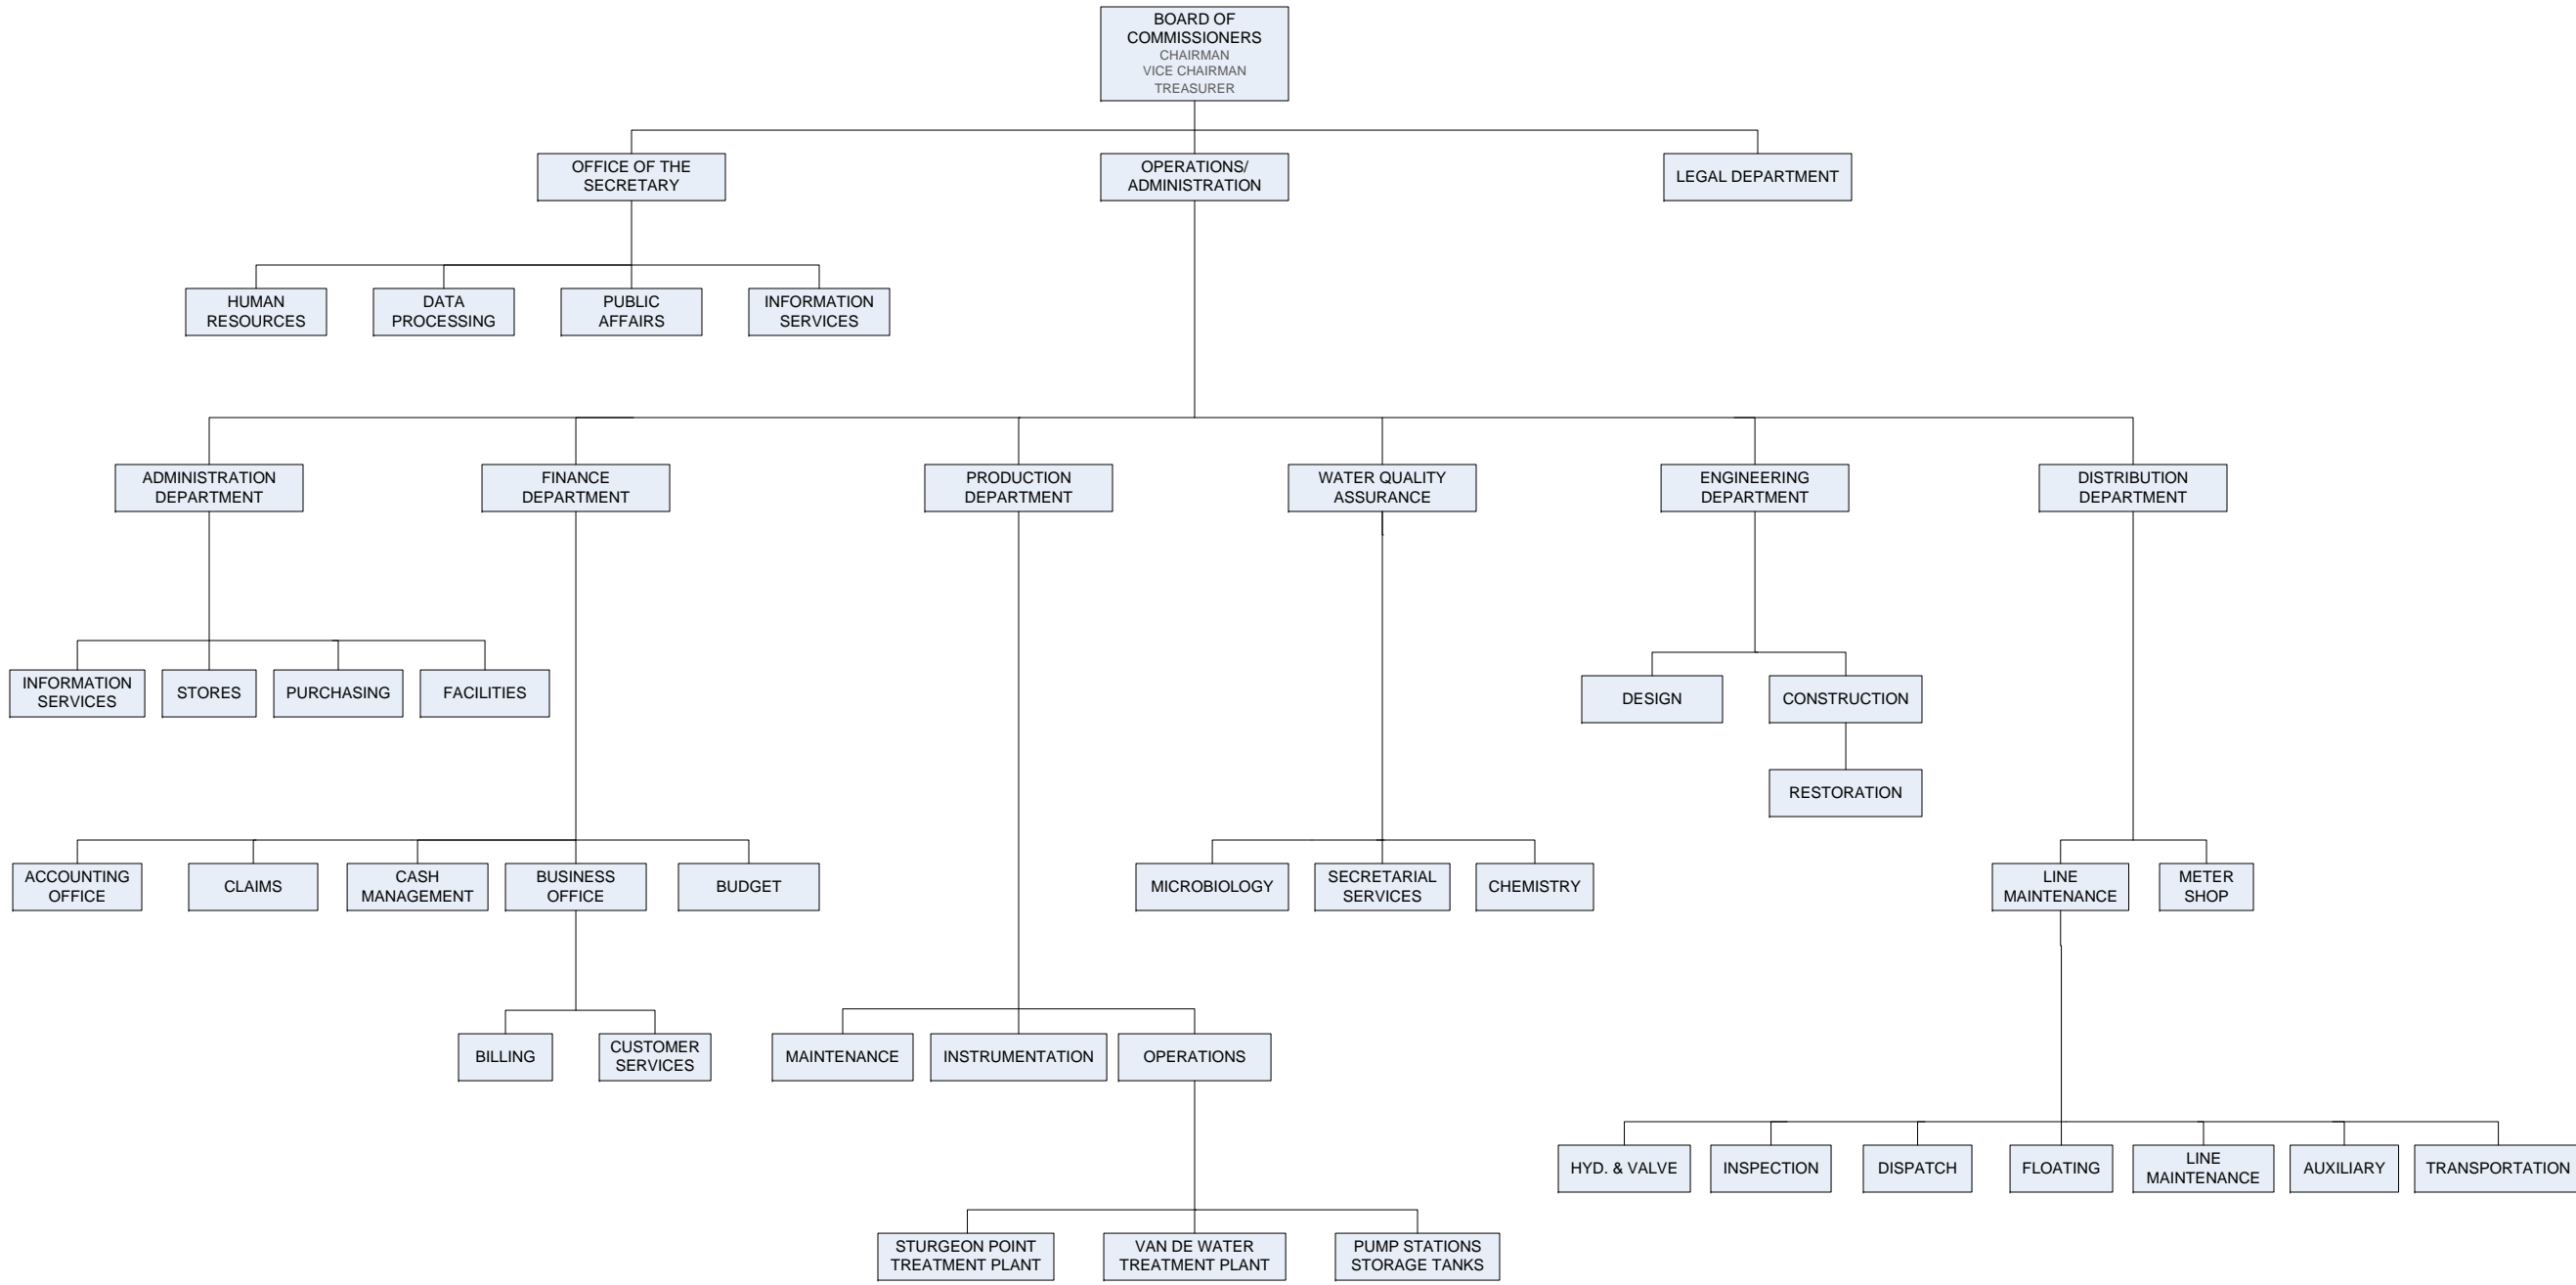 BOARD OF
COMMISSIONERS
CHAIRMAN
VICE CHAIRMAN
TREASURER
OFFICE OF THE
SECRETARY
OPERATIONS/
ADMINISTRATION
LEGAL DEPARTMENT
HUMAN
RESOURCES
DATA
PROCESSING
PUBLIC
AFFAIRS
INFORMATION
SERVICES
ADMINISTRATION
DEPARTMENT
FINANCE
DEPARTMENT
PRODUCTION
DEPARTMENT
WATER QUALITY
ASSURANCE
ENGINEERING
DEPARTMENT
DISTRIBUTION
DEPARTMENT
INFORMATION
SERVICES
STORES
PURCHASING
FACILITIES
DESIGN
CONSTRUCTION
RESTORATION
ACCOUNTING
OFFICE
CLAIMS
CASH
MANAGEMENT
BUSINESS
OFFICE
BUDGET
MICROBIOLOGY
SECRETARIAL
SERVICES
CHEMISTRY
LINE
MAINTENANCE
METER
SHOP
BILLING
CUSTOMER
SERVICES
MAINTENANCE
INSTRUMENTATION
OPERATIONS
HYD. & VALVE
INSPECTION
DISPATCH
FLOATING
LINE
MAINTENANCE
AUXILIARY
TRANSPORTATION
STURGEON POINT
TREATMENT PLANT
VAN DE WATER
TREATMENT PLANT
PUMP STATIONS
STORAGE TANKS